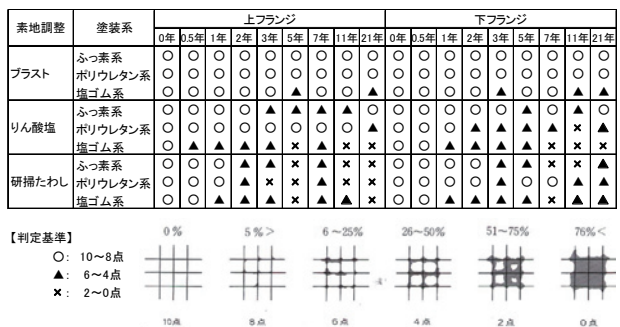 素地調整 塗装系 上フランジ 下フランジ
0年 0.5年 1年 2年 3年 5年 7年 11年 21年 0年 0.5年 1年 2年 3年 5年 7年 11年 21年
ブラスト ふっ素系 ○ ○ ○ ○ ○ ○ ○ ○ ○ ○ ○ ○ ○ ○ ○ ○ ○ ○
ポリウレタン系 ○ ○ ○ ○ ○ ○ ○ ○ ○ ○ ○ ○ ○ ○ ○ ○ ○ ○
塩ゴム系 ○ ○ ○ ○ ○ ▲ ○ ○ ▲ ○ ○ ○ ○ ▲ ○ ○ ▲ ▲
りん酸塩 ふっ素系 ○ ○ ○ ○ ▲ ▲ ▲ ▲ ○ ○ ○ ○ ○ ○ ▲ ○ ▲ ○
ポリウレタン系 ○ ○ ○ ○ ○ ○ ○ ○ ▲ ○ ○ ○ ▲ ▲ ▲ ▲ × ▲
塩ゴム系 ○ ▲ ▲ ▲ ▲ × ▲ × × ○ ○ ▲ ▲ ▲ ▲ × × ×
研掃たわし ふっ素系 ○ ○ ○ ▲ ▲ × ▲ × × ○ ○ ○ ○ ▲ ▲ × × ▲
ポリウレタン系 ○ ○ ○ ▲ × × ▲ × × ○ ○ ○ ○ ▲ ○ ○ ▲ ▲
塩ゴム系 ○ ○ ▲ ▲ ▲ × ▲ ▲ × ○ ○ ○ ▲ ▲ ▲ × ▲ ▲
【判定基準】
○: 10~8点
▲: 6~4点
×: 2~0点
0% 5%> 6~25% 26~50% 51~75% 76%<
10点 8点 6点 4点 2点 0点